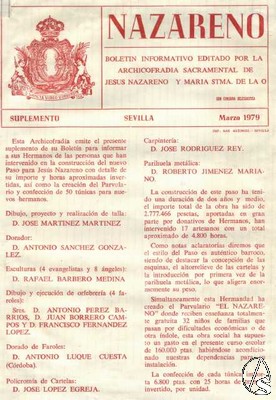 NAZARENO
BOLETIN INFORMATIVO EDITADO POR LA
ARCHICOFRADIA SACRAMENTAL DE
JESUS NAZARENO Y MARIA STMA. DE LA O
SUPLEMENTO SEVILLA Marzo 1979
Esta Archicofradía emite el presente
suplemento de su Boletín para informar
a sus Hermanos de las personas que han
intervenido en la construcción del nuevo
Paso para Jesús Nazareno con detalle de
su importe y horas aproximadas inver-
tidas, así como la creación del Parvula-
rio y confección de 50 túnicas para nue-
vos hermanos.
Dibujo, proyecto y realización de talla:
D. JOSE MARTINEZ MARTINEZ
Dorador:
D. ANTONIO SANCHEZ GONZA-
LEZ.
Esculturas (4 evangelistas y 8 ángeles):
D. RAFAEL BARBERO MEDINA
Dibujo y ejecución de orfebrería (4 fa-
roles):
Sres. D. ANTONIO PEREZ BA-
RRIOS, D. JUAN BORRERO CAM-
POS Y D. FRANCISCO FERNANDEZ
LOPEZ.
Dorado de Faroles:
D. ANTONIO LUQUE CUESTA
(Córdoba).
Policromía de Cartelas:
D. JOSE LOPEZ EGREJA.
Carpintería:
D. JOSE RODRIGUEZ REY.
Parihuela metálica:
D. ROBERTO JIMENEZ MARIA-
NO.
La construcción de este paso ha teni-
do una duración de dos años y medio,
el importe total de la obra ha sido de
2.777.466 pesetas, aportadas en gran
parte por donativos de Hermanos, han
intervenido 17 artesanos con un total
aproximado de 4.800 horas.
Como notas aclaratorias diremos que
el estilo del Paso es auténtico barroco,
siendo de destacar la concepción de las
esquinas, el altorrelieve de las cartelas y
la introducción por primera vez de la
parihuela metálica, lo que aligera enor-
memente su peso.
Simultáneamente esta Hermandad ha
creado el Parvulario "EL NAZARE-
NO" donde reciben enseñanza totalmen-
te gratuita 32 niños de familias que
pasan por dificultades económicas o de
otra índole, esta obra social ha supues-
to un gasto en el presente curso escolar
de 160.000 ptas. habiéndose acondicio-
nado nuestras dependencias para su
instalación.
La confección de cada túnica
a 6.800 ptas. con 25 horas de
invertido, por unidad.